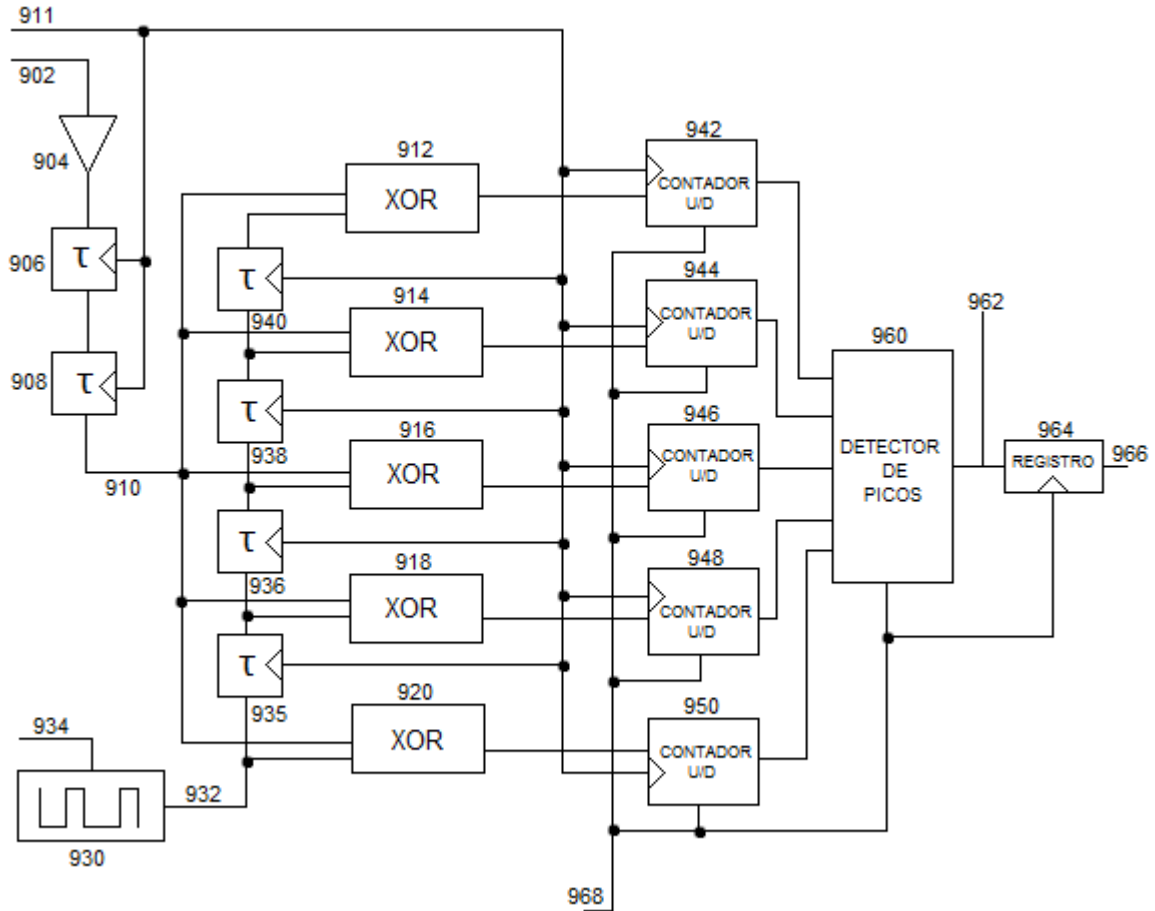 911
902
904
906
τ
908
τ
910
912
XOR
τ
940
914
XOR
τ
938
916
XOR
τ
936
918
XOR
τ
935
920
XOR
934
932
930
942
CONTADOR
U/D
944
CONTADOR
U/D
946
CONTADOR
U/D
948
CONTADOR
U/D
950
CONTADOR
U/D
968
960
DETECTOR
DE
PICOS
962
964
REGISTRO
966